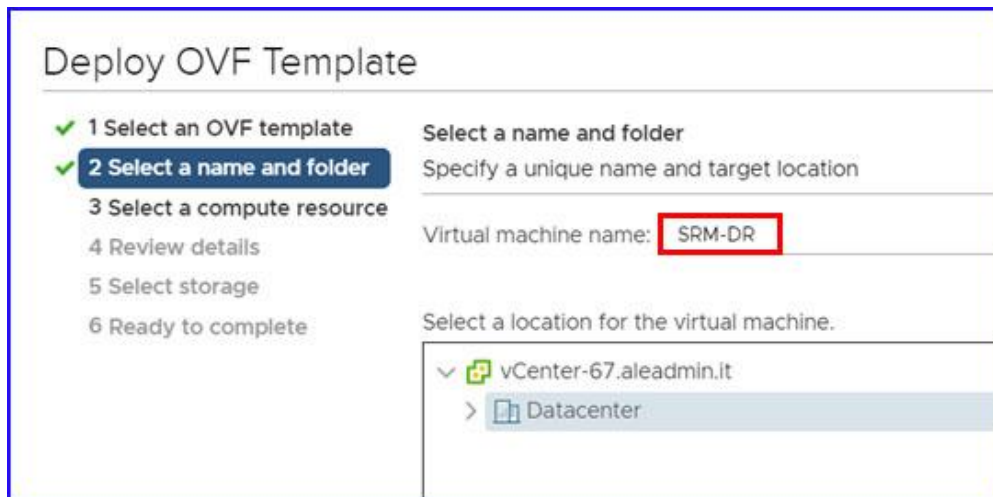 Deploy OVF Template
1 Select an OVF template
2 Select a name and folder
3 Select a compute resource
4 Review details
5 Select storage
6 Ready to complete
Select a name and folder
Specify a unique name and target location
Virtual machine name: SRM-DR
Select a location for the virtual machine.
vCenter-67.aleadmin.it
Datacenter